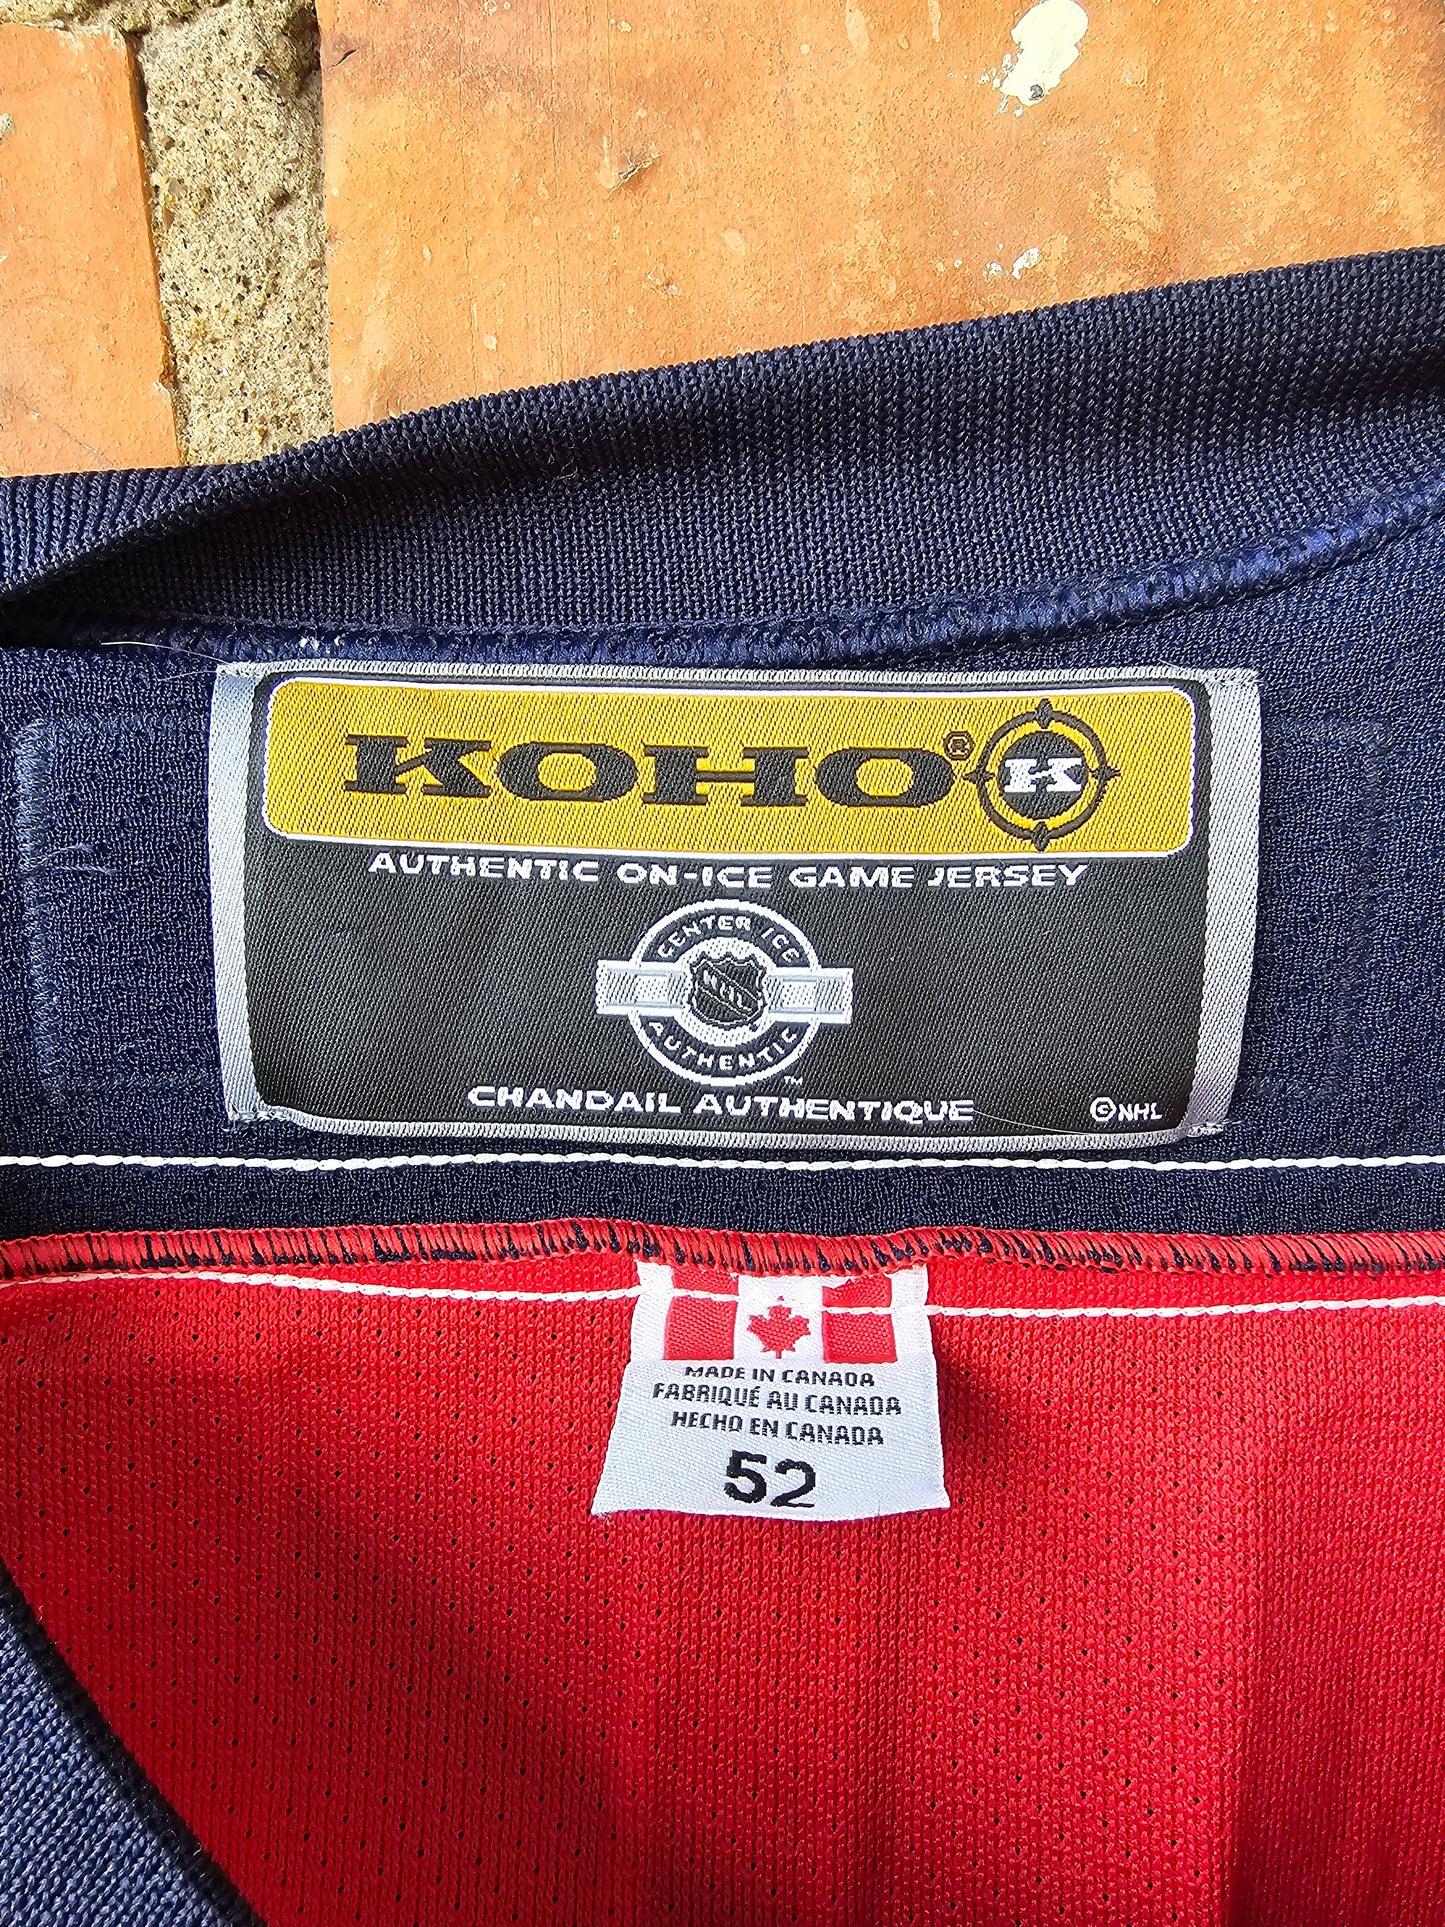 KOHO® K
AUTHENTIC ON-ICE GAME JERSEY
CENTER ICE
NHL
AUTHENTIC
™
CHANDAIL AUTHENTIQUE
©NHL
MADE IN CANADA
FABRIQUÉ AU CANADA
HECHO EN CANADA
52